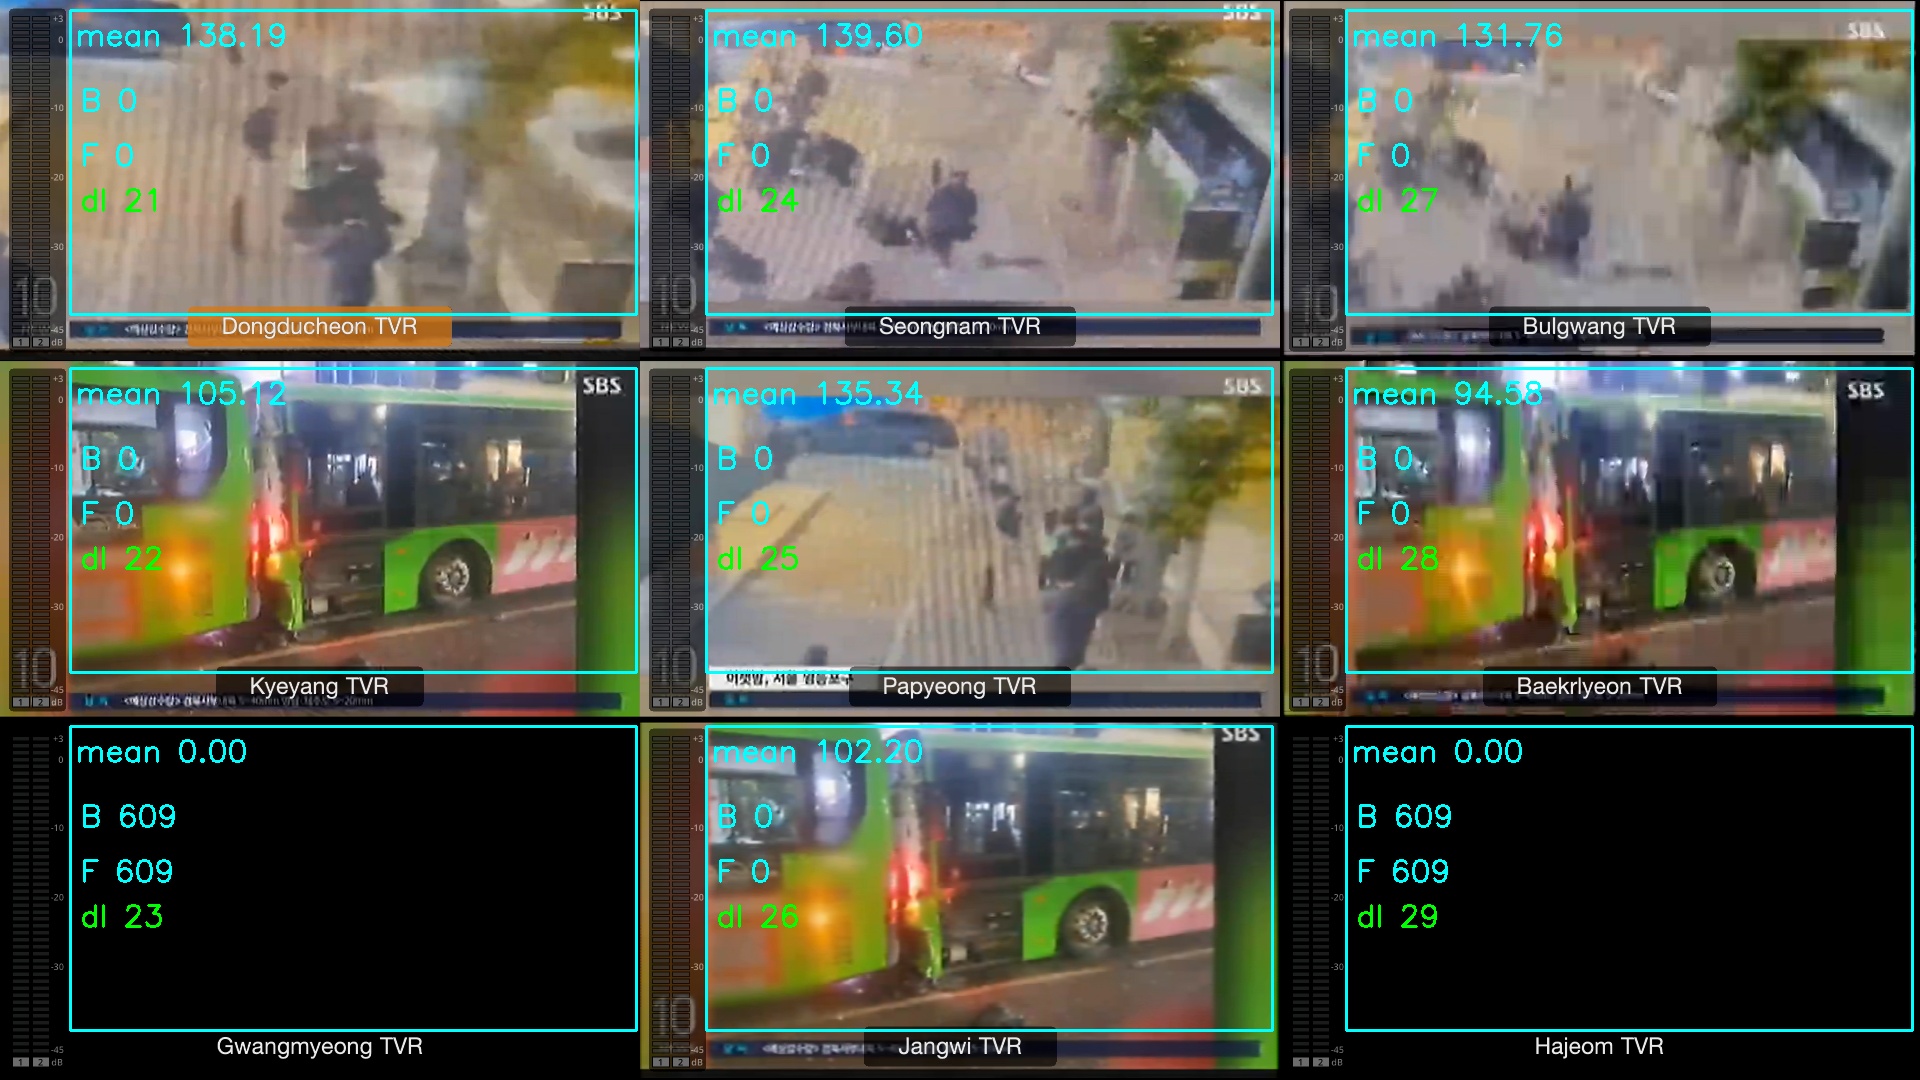 SBS
mean 138.19
B 0
F 0
dl 21
Dongducheon TVR
SBS
mean 139.60
B 0
F 0
dl 24
Seongnam TVR
SBS
mean 131.76
B 0
F 0
dl 27
Bulgwang TVR
SBS
mean 105.12
B 0
F 0
dl 22
Kyeyang TVR
SBS
mean 135.34
B 0
F 0
dl 25
Papyeong TVR
SBS
mean 94.58
B 0
F 0
dl 28
Baekrlyeon TVR
mean 0.00
B 609
F 609
dl 23
Gwangmyeong TVR
SBS
mean 102.20
B 0
F 0
dl 26
Jangwi TVR
mean 0.00
B 609
F 609
dl 29
Hajeom TVR